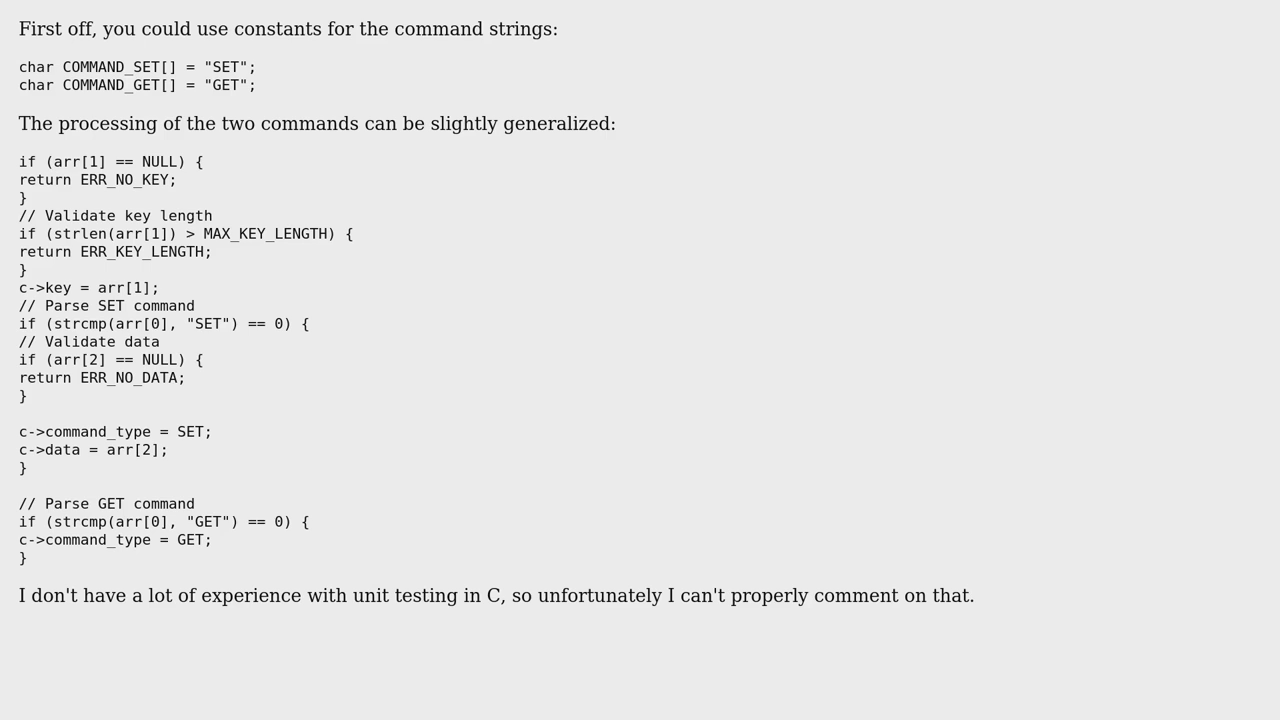 First off, you could use constants for the command strings:
char COMMAND_SET[] = "SET";
char COMMAND_GET[] = "GET";
The processing of the two commands can be slightly generalized:
if (arr[1] == NULL) {
return ERR_NO_KEY;
}
// Validate key length
if (strlen(arr[1]) > MAX_KEY_LENGTH) {
return ERR_KEY_LENGTH;
}
c->key = arr[1];
// Parse SET command
if (strcmp(arr[0], "SET") == 0) {
// Validate data
if (arr[2] == NULL) {
return ERR_NO_DATA;
}
c->command_type = SET;
c->data = arr[2];
}
// Parse GET command
if (strcmp(arr[0], "GET") == 0) {
c->command_type = GET;
}
I don't have a lot of experience with unit testing in C, so unfortunately I can't properly comment on that.